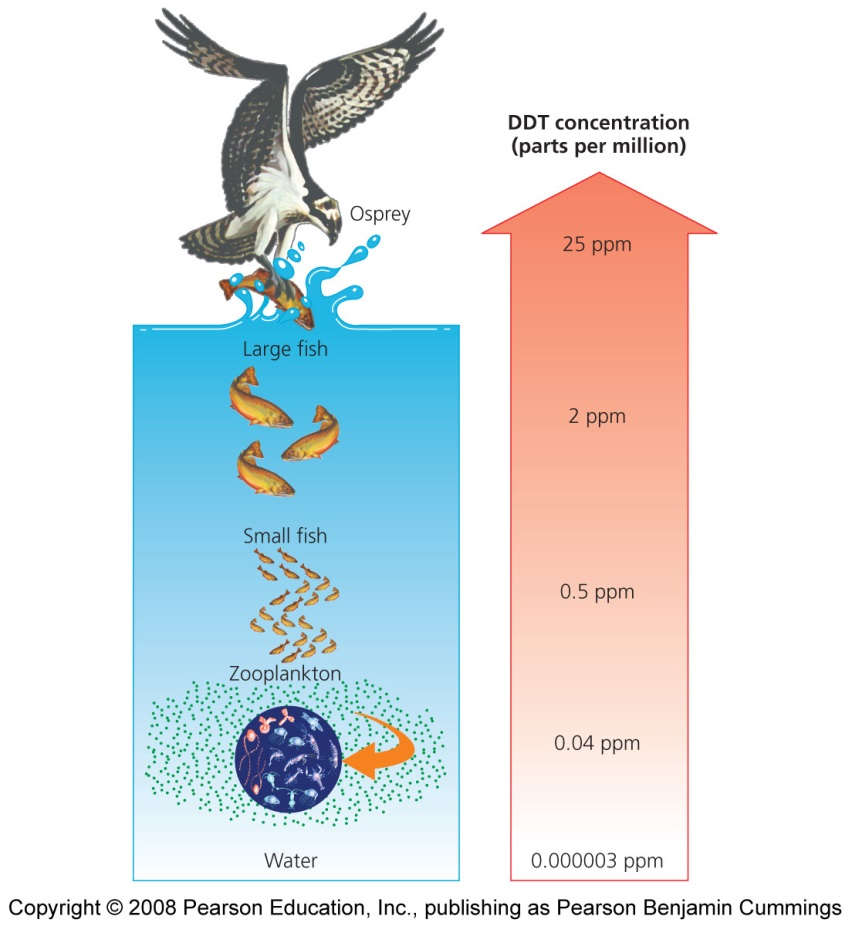 DDT concentration
(parts per million)
Osprey
25 ppm
Large fish
2 ppm
Small fish
0.5 ppm
Zooplankton
0.04 ppm
Water
0.000003 ppm
Copyright © 2008 Pearson Education, Inc., publishing as Pearson Benjamin Cummings